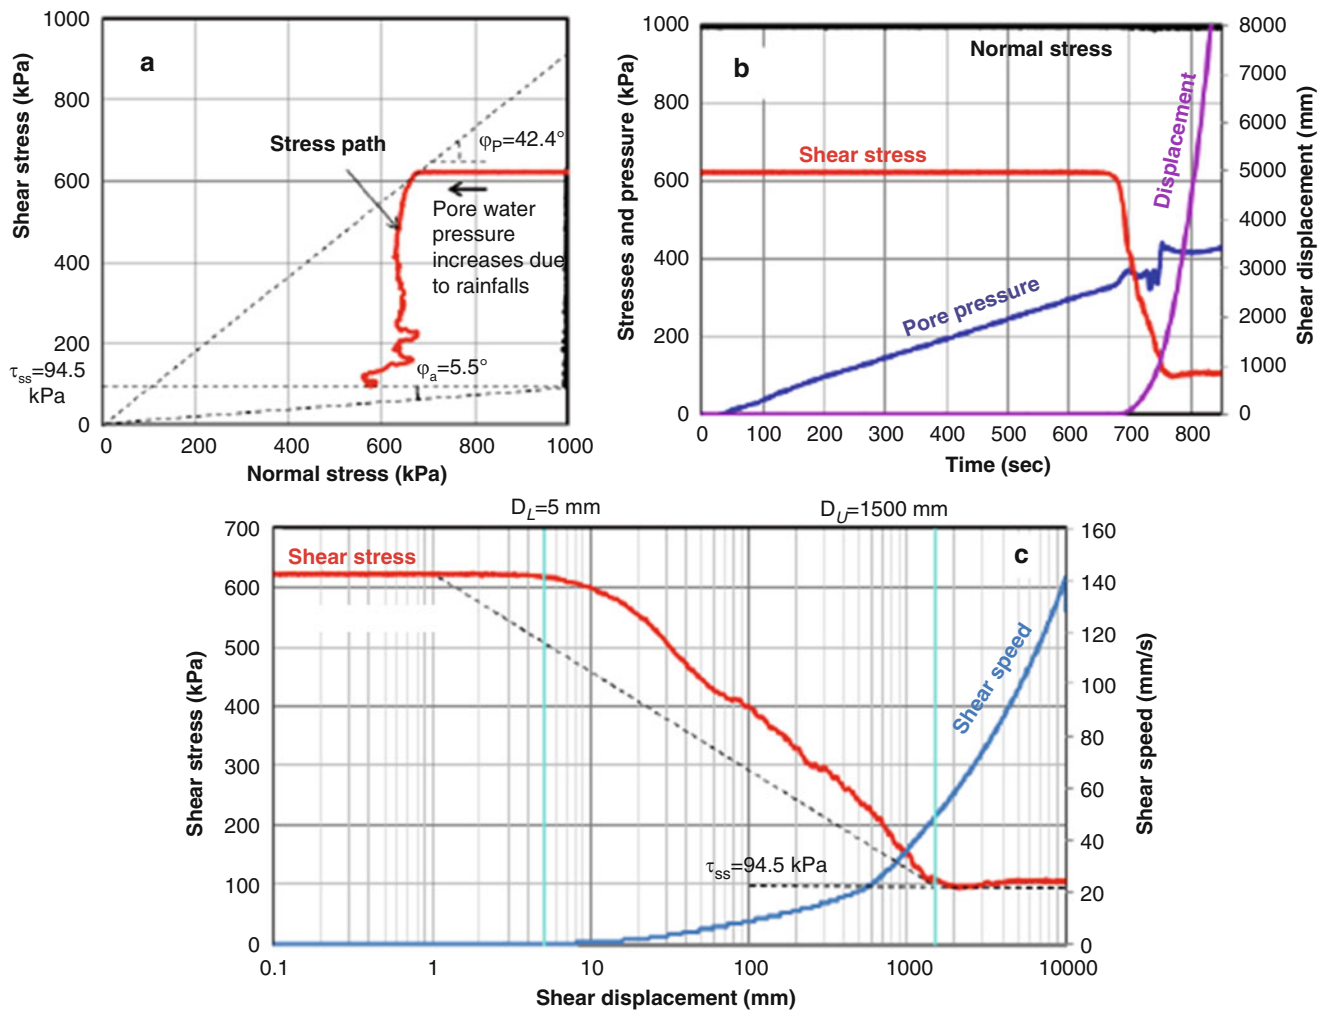 a
Shear stress (kPa)
1000
800
600
400
200
0
Stress path
φP=42.4°
Pore water
pressure
increases due
to rainfalls
τss=94.5
kPa
φa=5.5°
0 200 400 600 800 1000
Normal stress (kPa)
b
Stresses and pressure (kPa)
1000
800
600
400
200
0
Normal stress
Shear stress
Pore pressure
Displacement
8000
7000
6000
5000
4000
3000
2000
1000
0
Shear displacement (mm)
0 100 200 300 400 500 600 700 800
Time (sec)
DL=5 mm
DU=1500 mm
c
Shear stress (kPa)
700
600
500
400
300
200
100
0
Shear stress
Shear speed
τss=94.5 kPa
160
140
120
100
80
60
40
20
0
Shear speed (mm/s)
0.1 1 10 100 1000 10000
Shear displacement (mm)